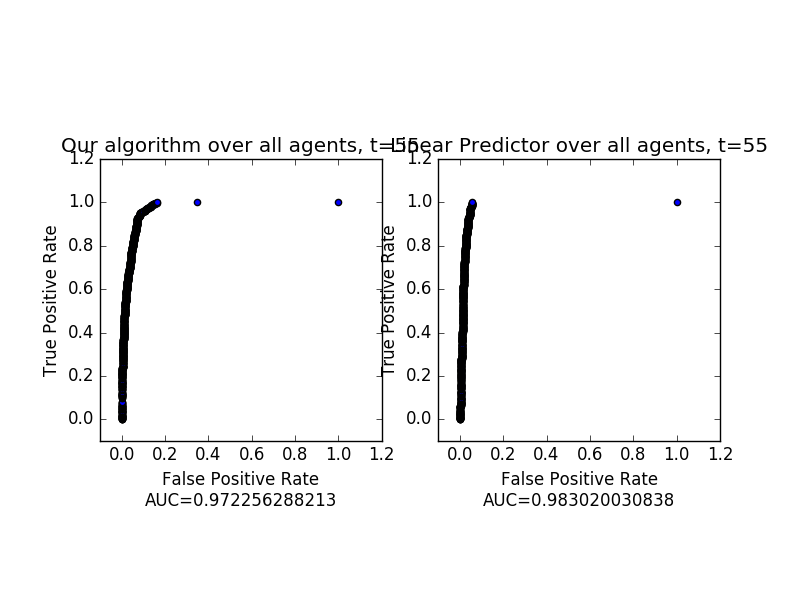 Our algorithm over all agents, t=55
Linear Predictor over all agents, t=55
1.2
1.0
0.8
0.6
0.4
0.2
0.0
True Positive Rate
0.0 0.2 0.4 0.6 0.8 1.0 1.2
False Positive Rate
AUC=0.972256288213
1.2
1.0
0.8
0.6
0.4
0.2
0.0
True Positive Rate
0.0 0.2 0.4 0.6 0.8 1.0 1.2
False Positive Rate
AUC=0.983020030838